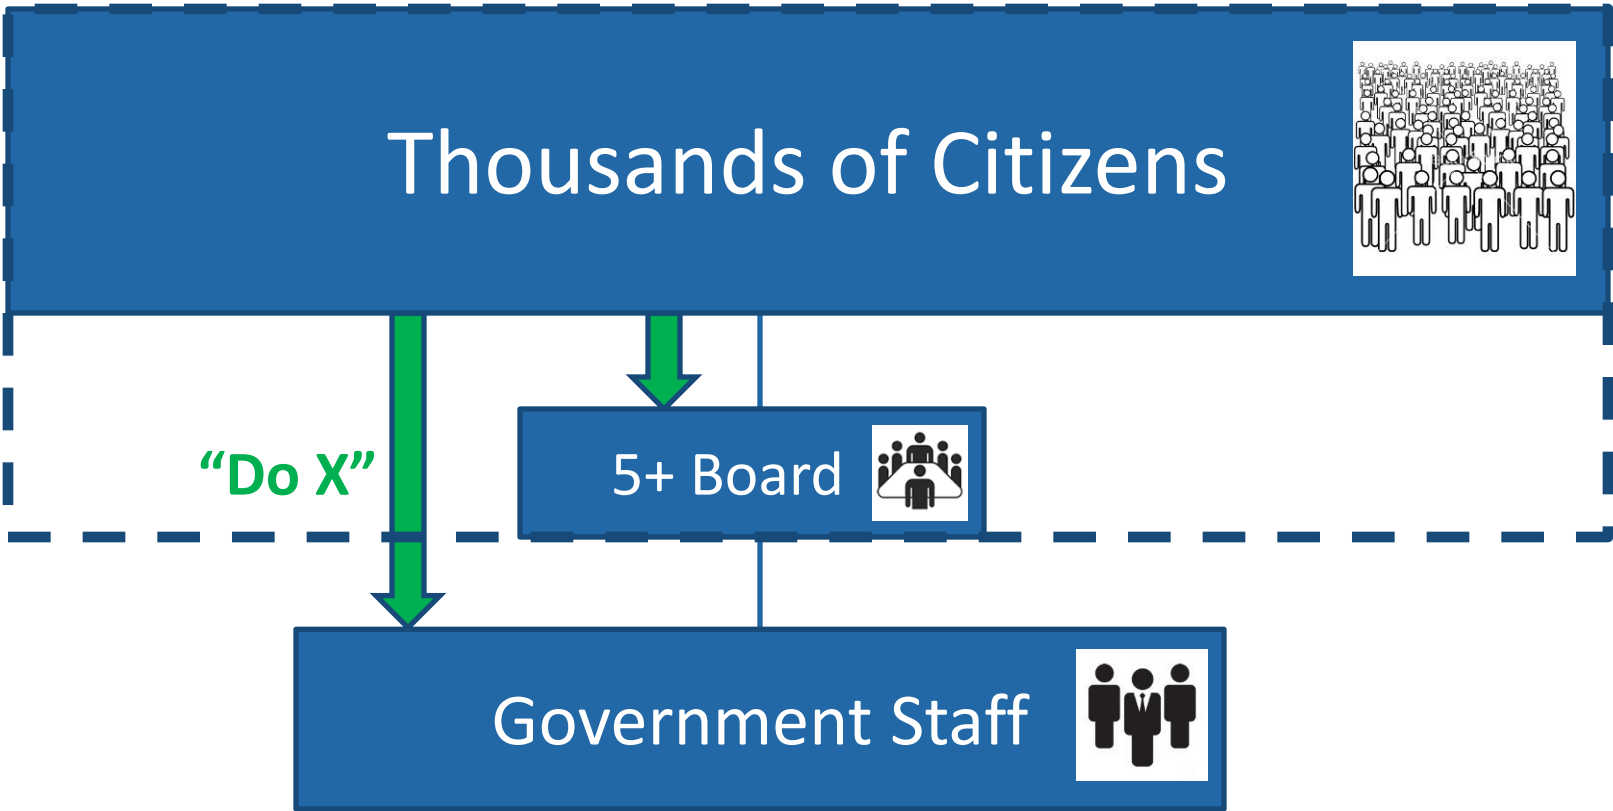 Thousands of Citizens
“Do X”
5+ Board
Government Staff